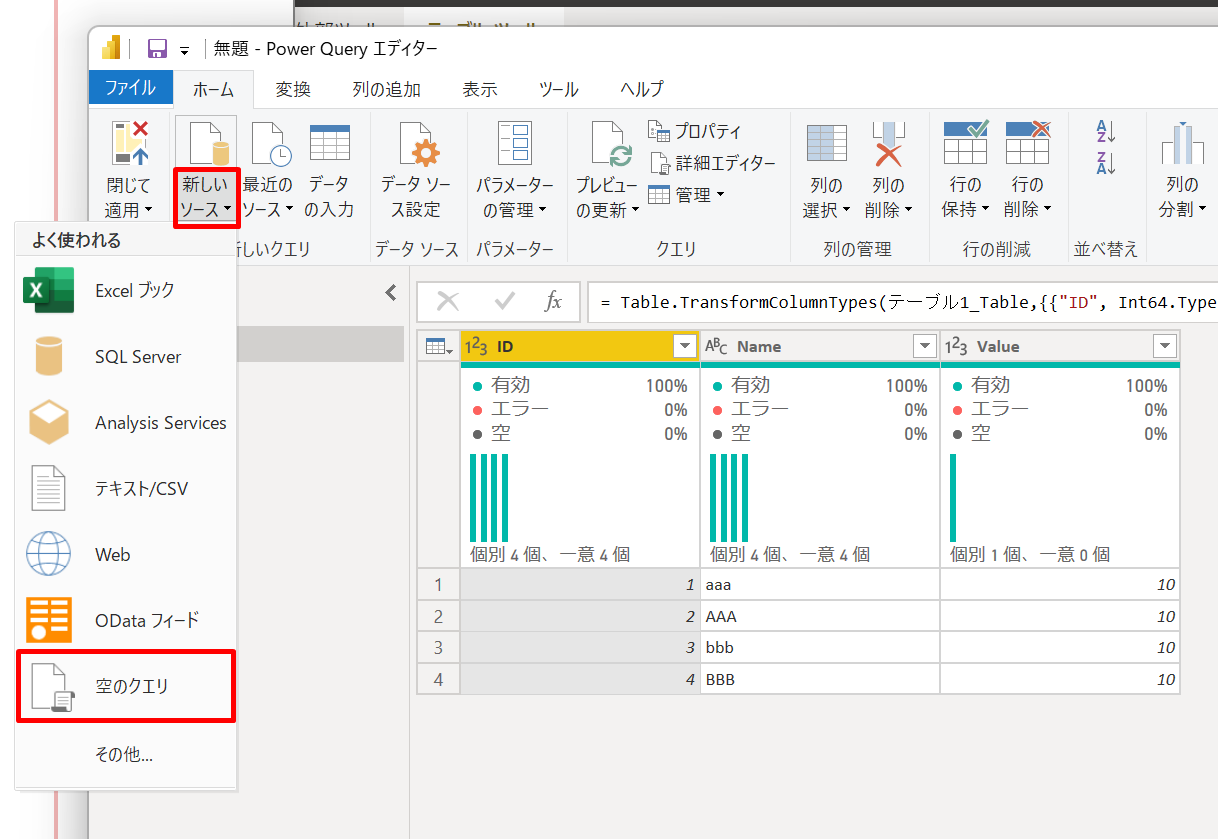 テーブル ツール
無題 - Power Query エディター
ファイル ホーム 変換 列の追加 表示 ツール ヘルプ
閉じて
適用
新しい
ソース
最近の
ソース
データ
の入力
データ ソー
ス設定
パラメーター
の管理
プレビュー
の更新
プロパティ
詳細エディター
管理
列の
選択
列の
削除
行の
保持
行の
削除
列の
分割
しいクエリ データ ソース パラメーター クエリ 列の管理 行の削減 並べ替え
よく使われる
Excel ブック
SQL Server
Analysis Services
テキスト/CSV
Web
OData フィード
空のクエリ
その他...
= Table.TransformColumnTypes(テーブル1_Table,{{"ID", Int64.Type
ID Name Value
有効 100% 有効 100% 有効 100%
エラー 0% エラー 0% エラー 0%
空 0% 空 0% 空 0%
個別 4 個、一意 4 個 個別 4 個、一意 4 個 個別 1 個、一意 0 個
1 1 aaa 10
2 2 AAA 10
3 3 bbb 10
4 4 BBB 10